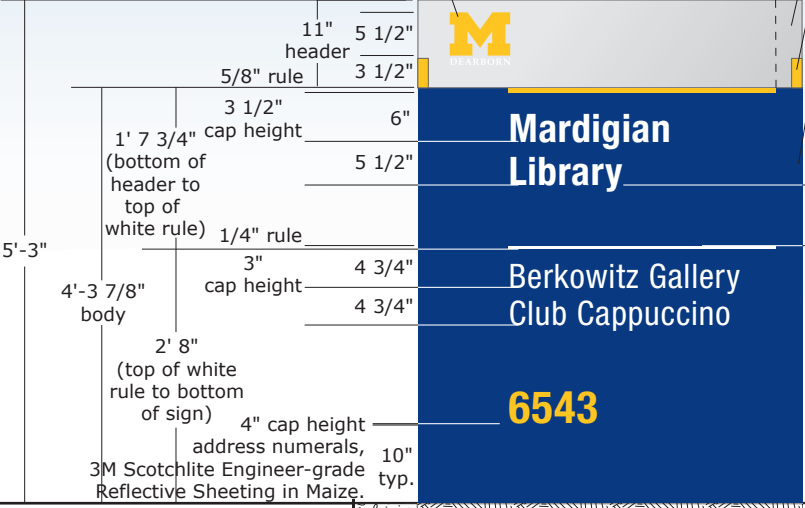 11"
header
5 1/2"
3 1/2"
5/8" rule
3 1/2"
cap height
6"
5 1/2"
1' 7 3/4"
(bottom of
header to
top of
white rule)
1/4" rule
5'-3"
3"
cap height
4 3/4"
4 3/4"
4'-3 7/8"
body
2' 8"
(top of white
rule to bottom
of sign)
4" cap height
address numerals,
3M Scotchlite Engineer-grade
Reflective Sheeting in Maize.
10"
typ.
M
DEARBORN
Mardigian
Library
Berkowitz Gallery
Club Cappuccino
6543